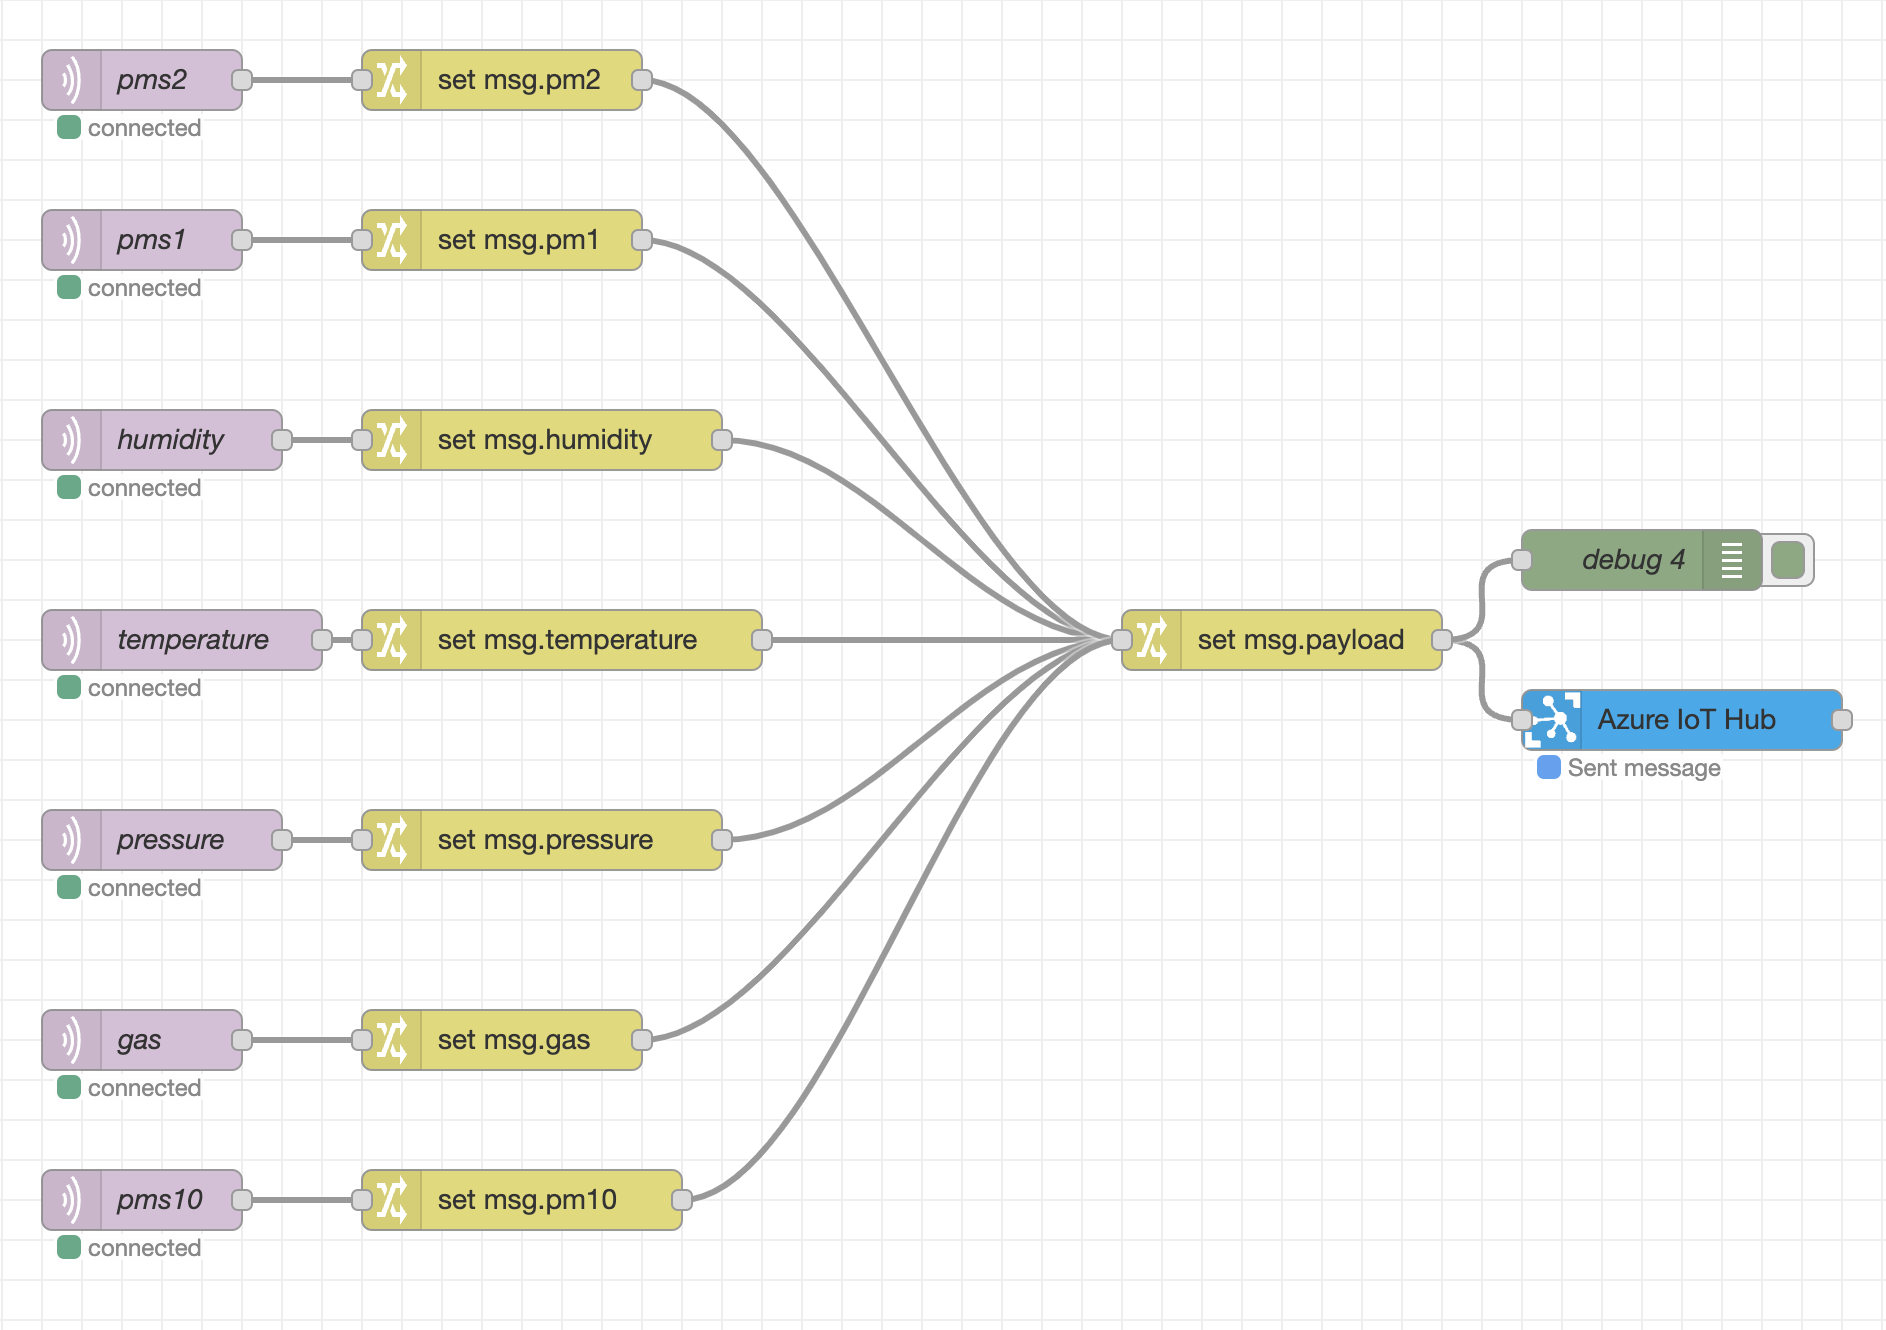 pms2
set msg.pm2
connected
pms1
set msg.pm1
connected
humidity
set msg.humidity
connected
debug 4
temperature
set msg.temperature
set msg.payload
connected
Azure IoT Hub
Sent message
pressure
set msg.pressure
connected
gas
set msg.gas
connected
pms10
set msg.pm10
connected